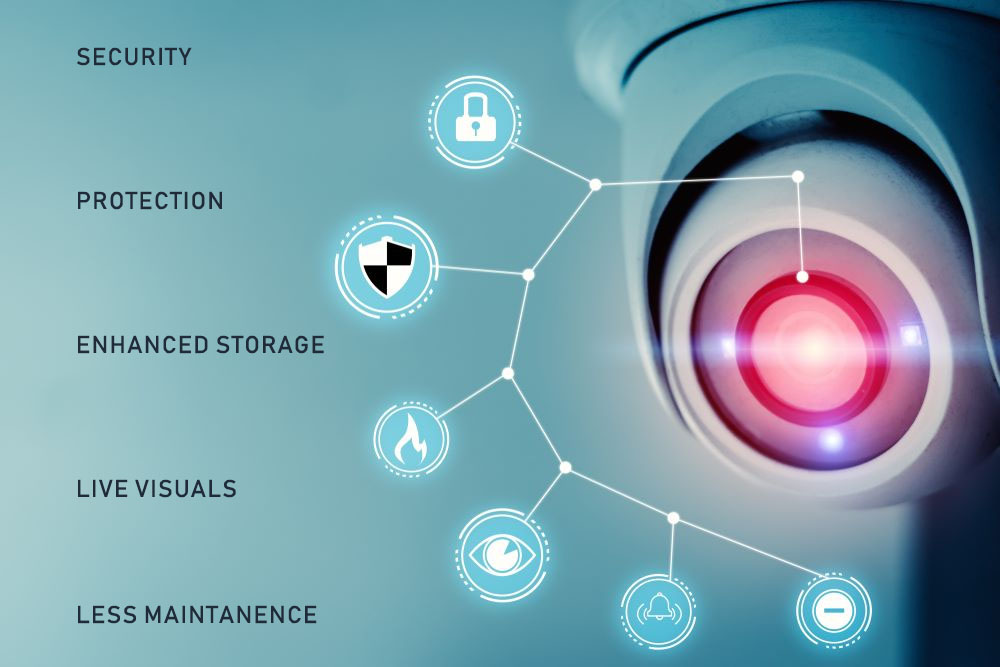 SECURITY
PROTECTION
ENHANCED STORAGE
LIVE VISUALS
LESS MAINTANENCE